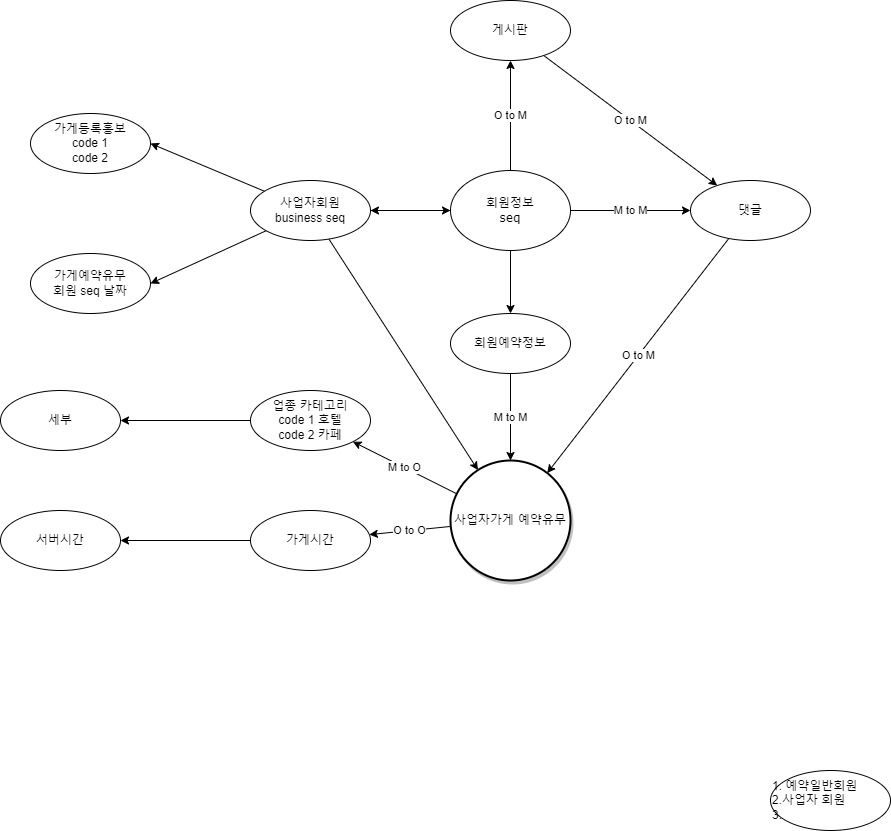 게시판
O to M
O to M
가게등록홍보
code 1
code 2
사업자회원
business seq
회원정보
seq
M to M
댓글
가게예약유무
회원 seq 날짜
회원예약정보
O to M
M to M
세부
업종 카테고리
code 1 호텔
code 2 카페
M to O
사업자가게 예약유무
서버시간
가게시간
O to O
1. 예약일반회원
2.사업자 회원
3.